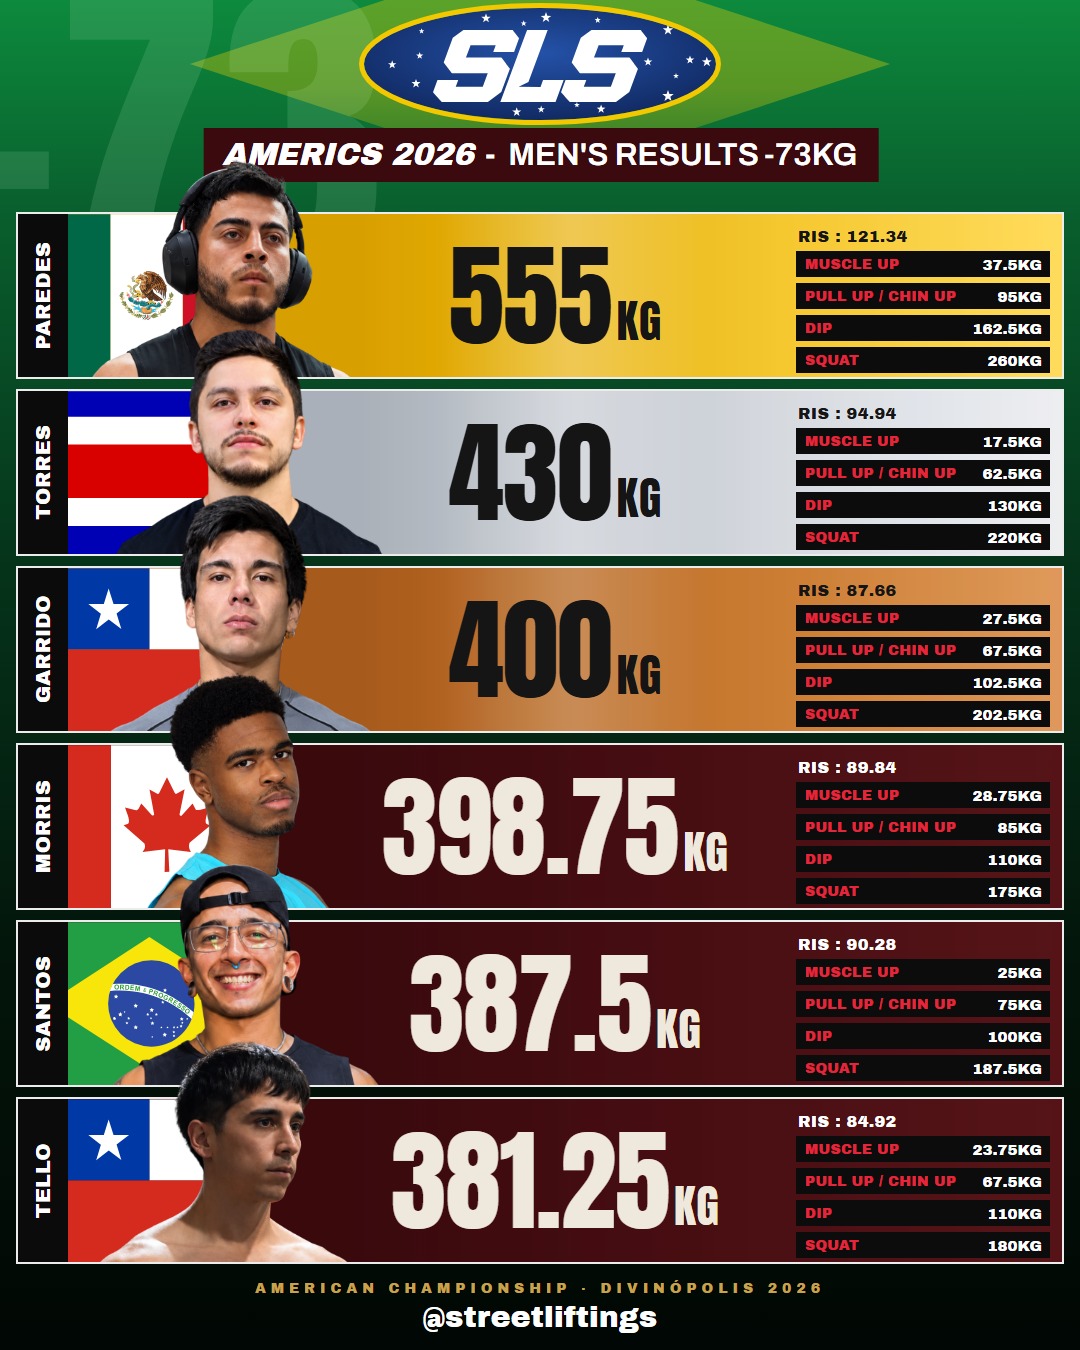 -73
SLS
AMERICS 2026 - MEN'S RESULTS -73KG
PAREDES
555KG
RIS : 121.34
MUSCLE UP 37.5KG
PULL UP / CHIN UP 95KG
DIP 162.5KG
SQUAT 260KG
TORRES
430KG
RIS : 94.94
MUSCLE UP 17.5KG
PULL UP / CHIN UP 62.5KG
DIP 130KG
SQUAT 220KG
GARRIDO
400KG
RIS : 87.66
MUSCLE UP 27.5KG
PULL UP / CHIN UP 67.5KG
DIP 102.5KG
SQUAT 202.5KG
MORRIS
398.75KG
RIS : 89.84
MUSCLE UP 28.75KG
PULL UP / CHIN UP 85KG
DIP 110KG
SQUAT 175KG
SANTOS
ORDEM E PROGRESSO
387.5KG
RIS : 90.28
MUSCLE UP 25KG
PULL UP / CHIN UP 75KG
DIP 100KG
SQUAT 187.5KG
TELLO
381.25KG
RIS : 84.92
MUSCLE UP 23.75KG
PULL UP / CHIN UP 67.5KG
DIP 110KG
SQUAT 180KG
AMERICAN CHAMPIONSHIP · DIVINÓPOLIS 2026
@streetliftings